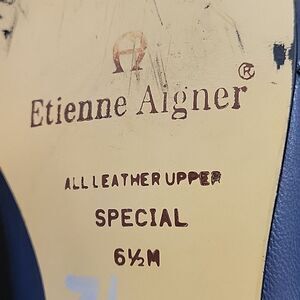 Etienne Aigner®
ALL LEATHER UPPER
SPECIAL
6½M